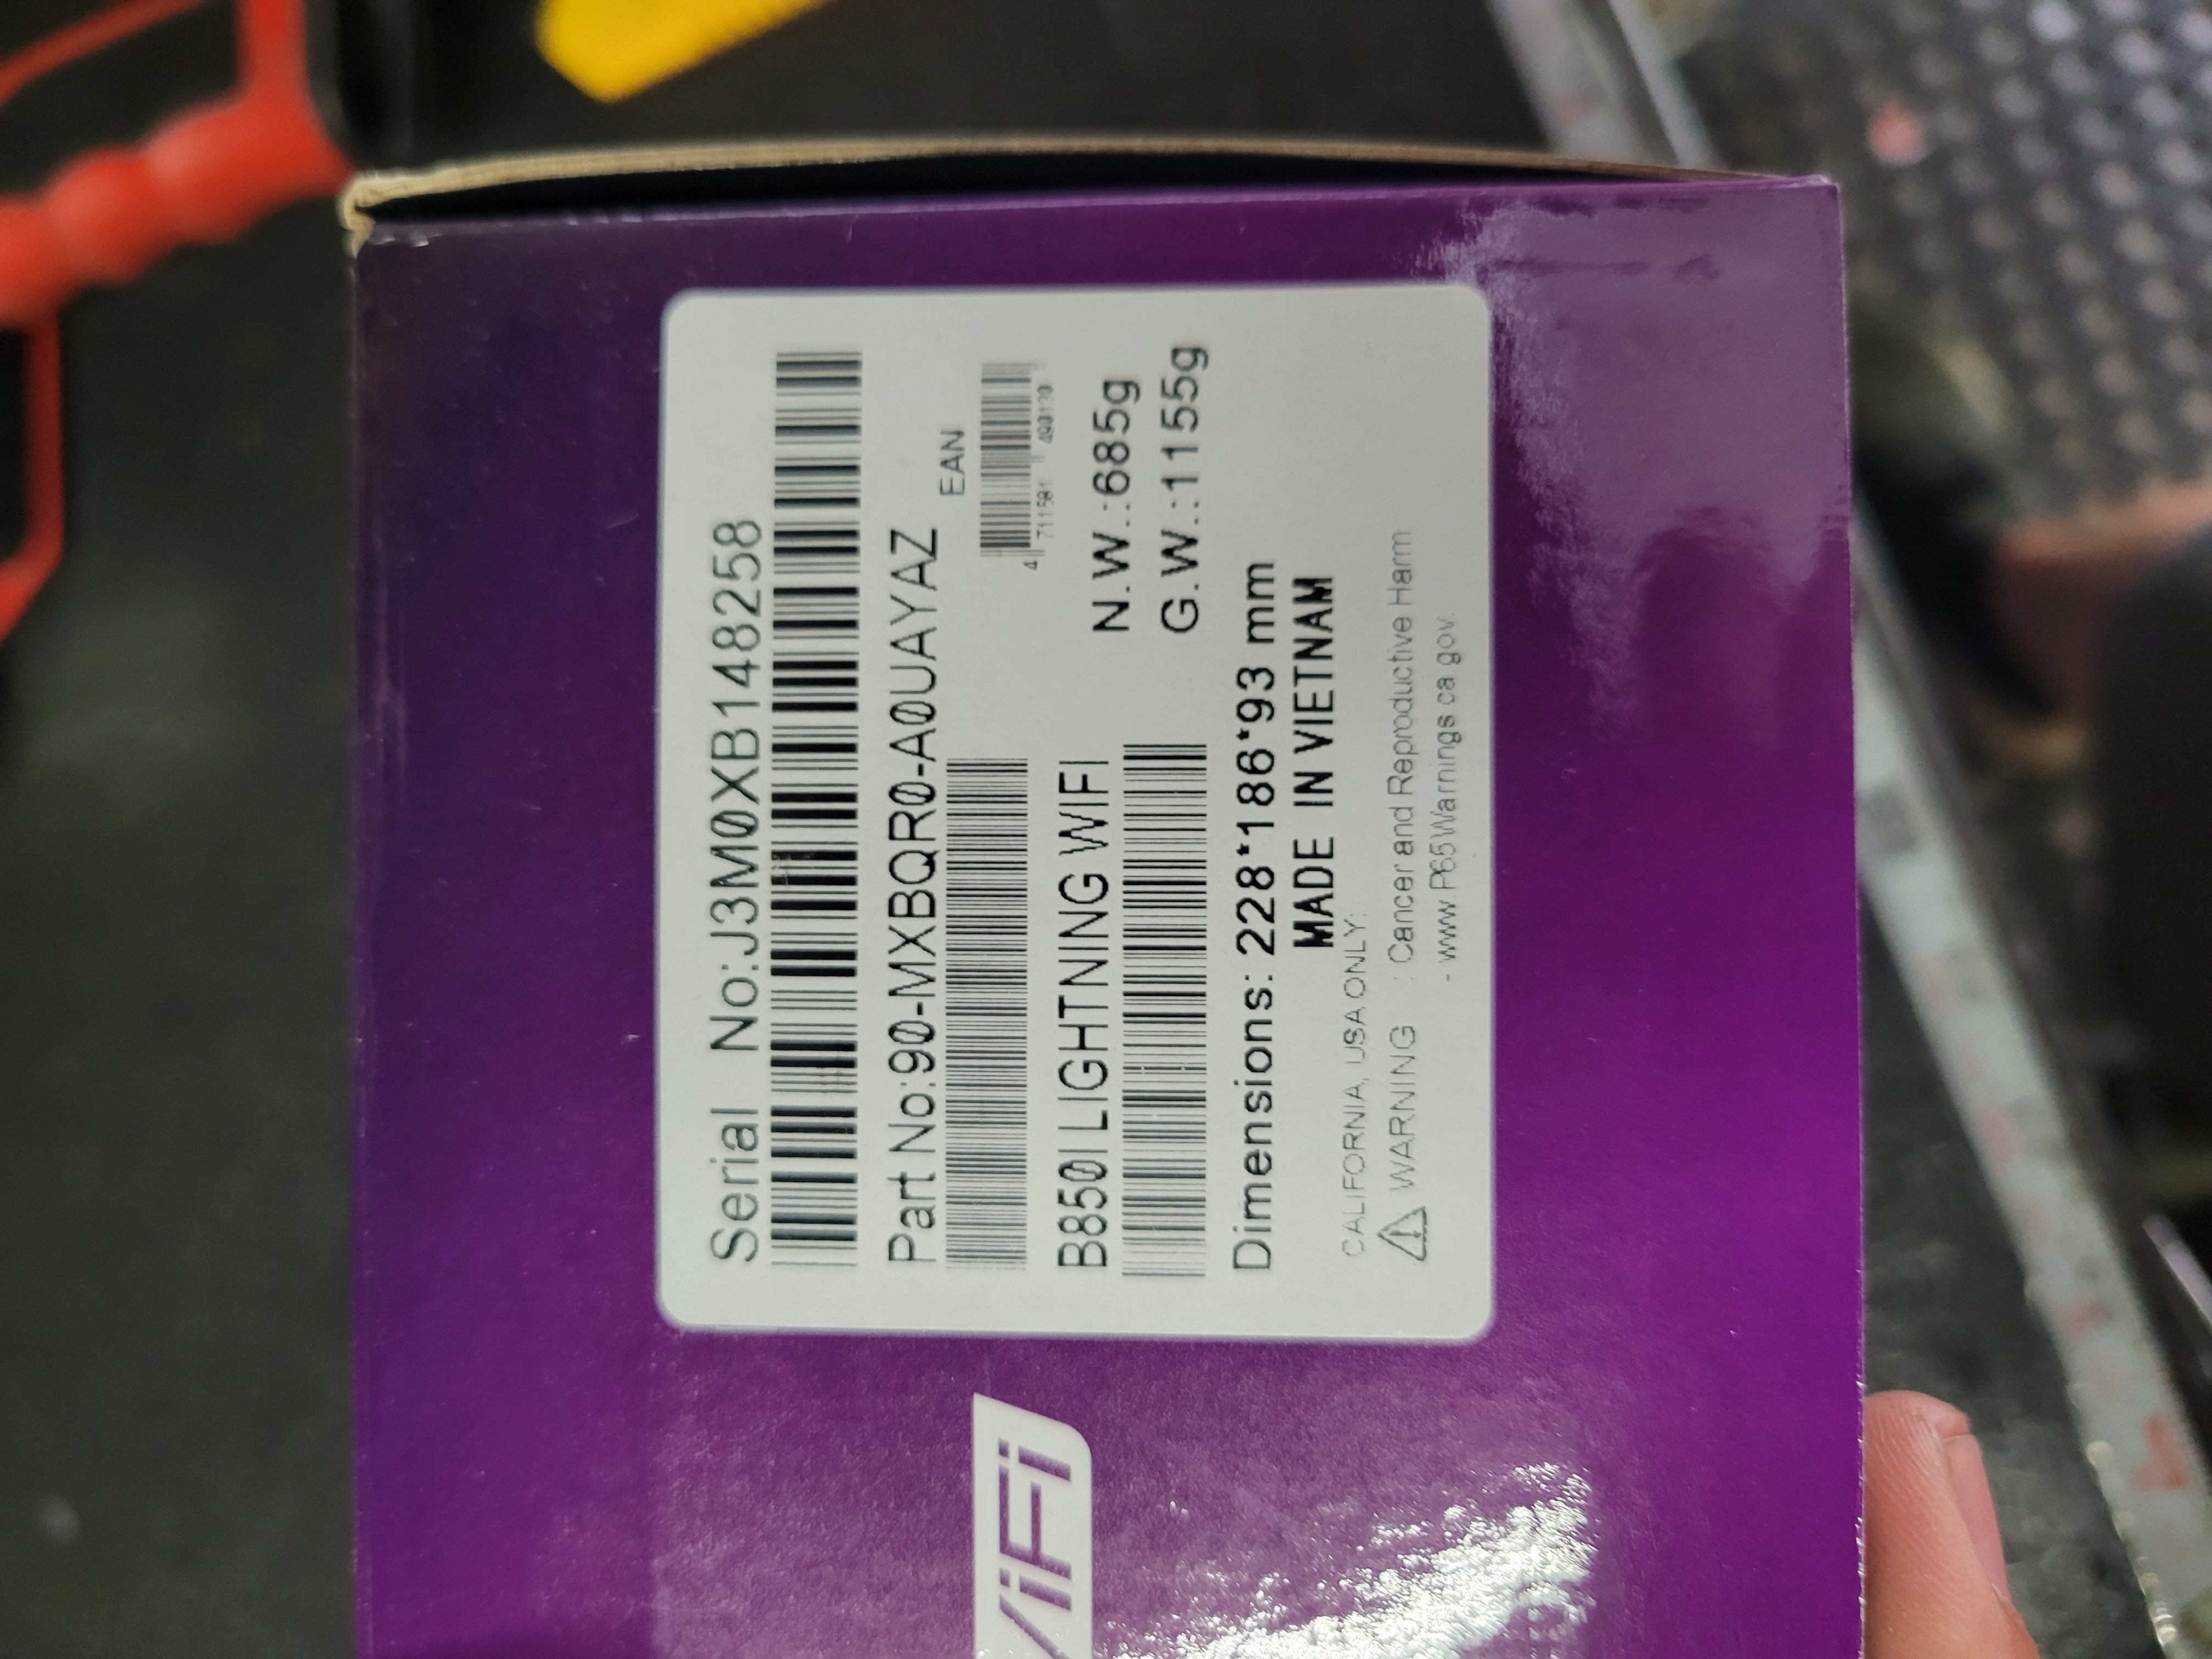 Serial No:J3M0XB148258
Part No:90-MXBQR0-A0UAYAZ
EAN
B850I LIGHTNING WIFI
N.W.:685g
G.W.:1155g
Dimensions: 228*186*93 mm
MADE IN VIETNAM
CALIFORNIA, USA ONLY:
WARNING : Cancer and Reproductive Harm
- www.P65Warnings.ca.gov.